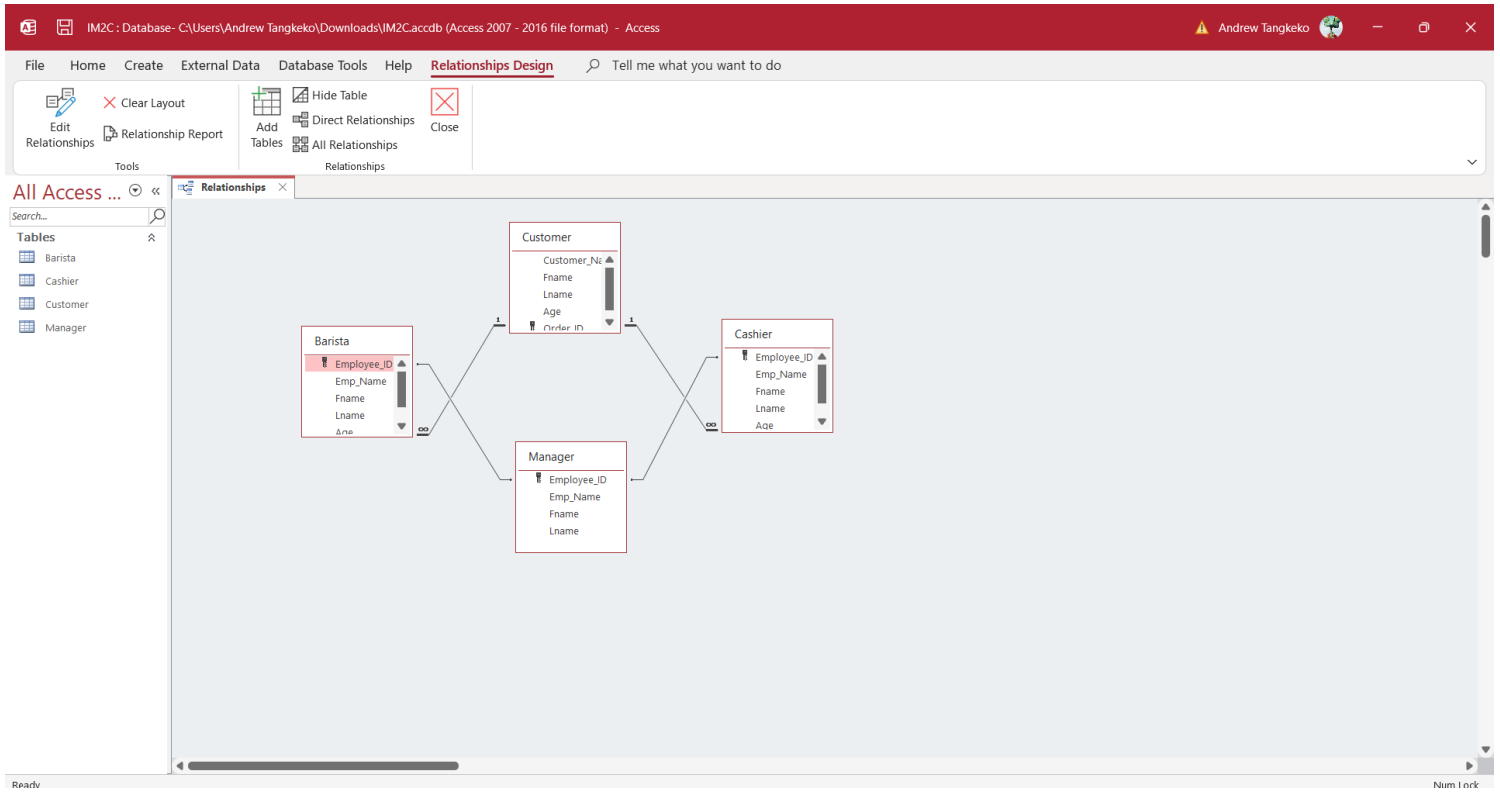 IM2C : Database- C:\Users\Andrew Tangkeko\Downloads\IM2C.accdb (Access 2007 - 2016 file format) - Access
Andrew Tangkeko
File Home Create External Data Database Tools Help Relationships Design Tell me what you want to do
Edit Relationships
Clear Layout
Relationship Report
Tools
Add Tables
Hide Table
Direct Relationships
All Relationships
Relationships
Close
All Access ...
Search...
Tables
Barista
Cashier
Customer
Manager
Relationships
Customer
Customer_Na
Fname
Lname
Age
Order_ID
1
1
Barista
Employee_ID
Emp_Name
Fname
Lname
Age
∞
Cashier
Employee_ID
Emp_Name
Fname
Lname
Age
∞
Manager
Employee_ID
Emp_Name
Fname
Lname
Ready
Num Lock